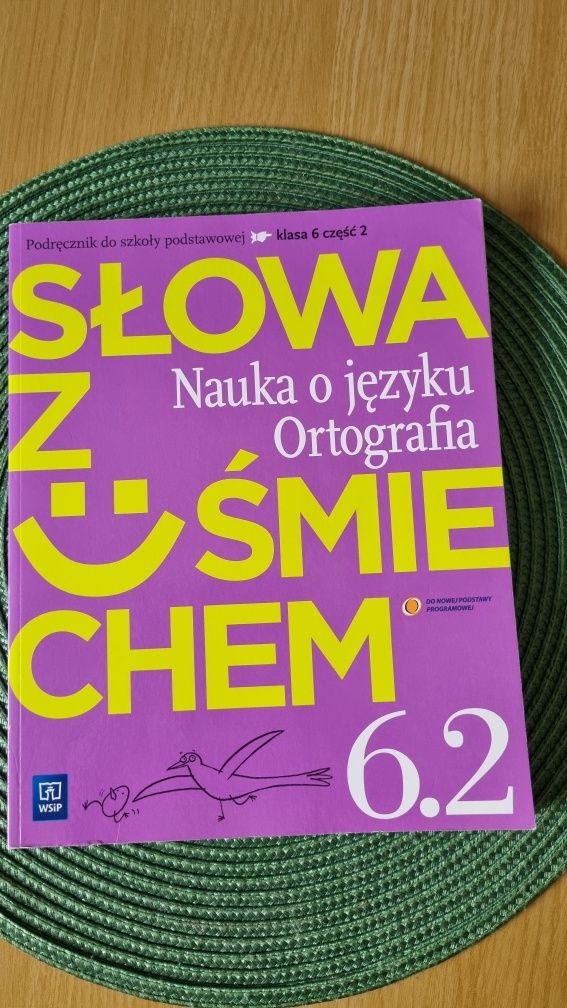 Podręcznik do szkoły podstawowej klasa 6 część 2
SŁOWA
Z
Nauka o języku
Ortografia
UŚMIE
CHEM
DO NOWEJ PODSTAWY
PROGRAMOWEJ
6.2
WSiP